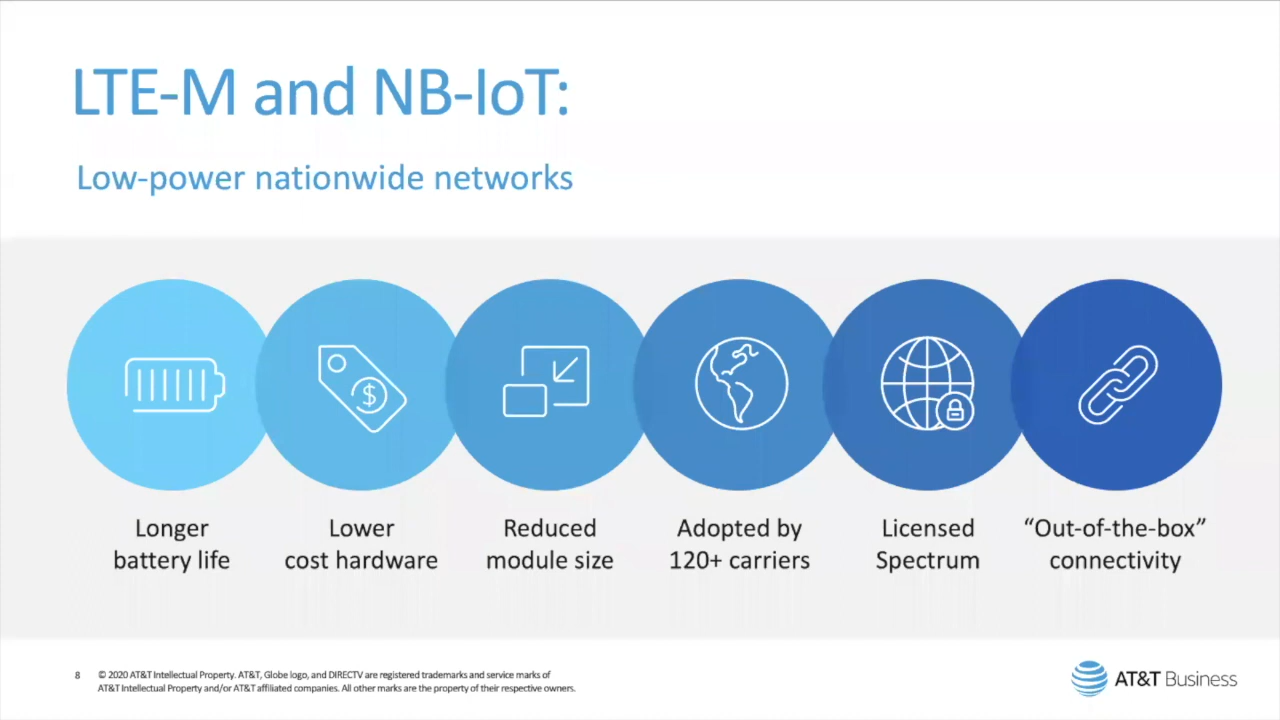 LTE-M and NB-IoT:
Low-power nationwide networks
$
Longer
battery life
Lower
cost hardware
Reduced
module size
Adopted by
120+ carriers
Licensed
Spectrum
“Out-of-the-box”
connectivity
8
© 2020 AT&T Intellectual Property. AT&T, Globe logo, and DIRECTV are registered trademarks and service marks of
AT&T Intellectual Property and/or AT&T affiliated companies. All other marks are the property of their respective owners.
AT&T Business